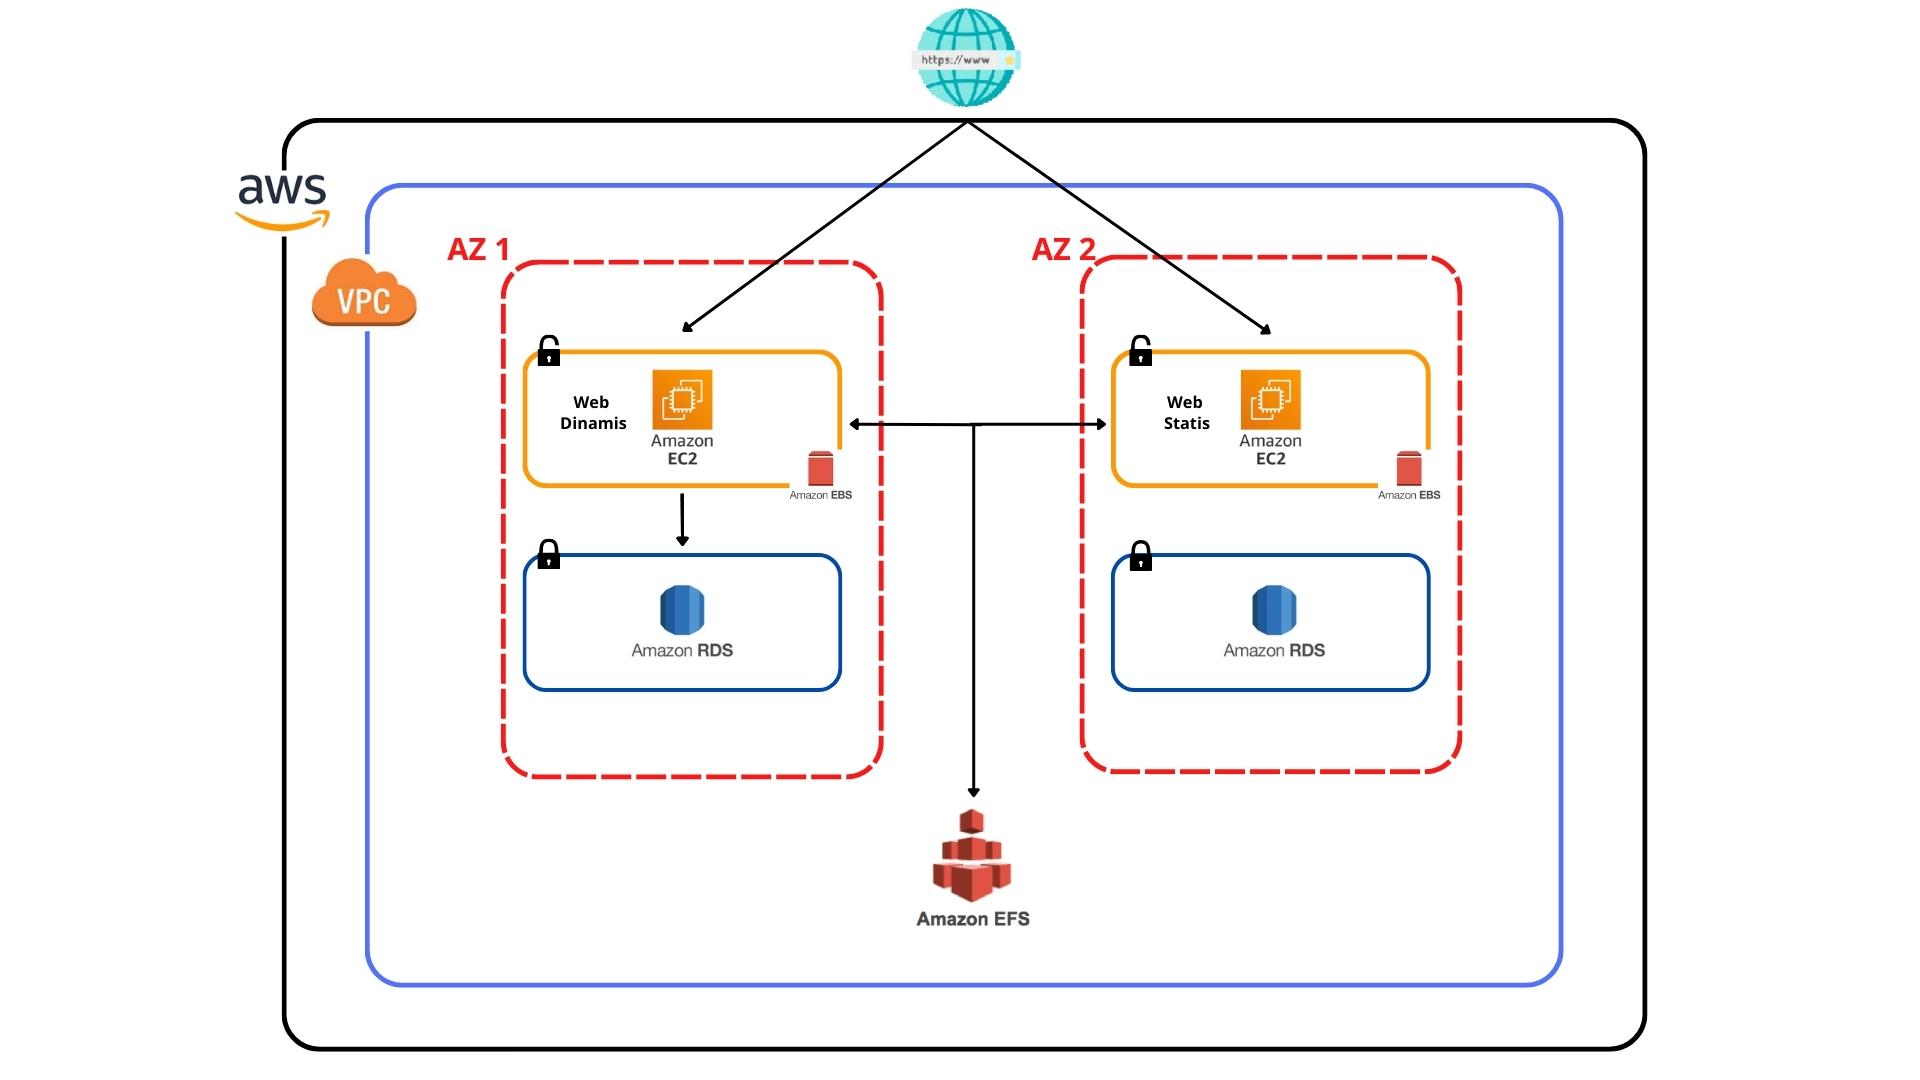 https://www
aws
VPC
AZ 1
AZ 2
Web
Dinamis
Amazon
EC2
Amazon EBS
Web
Statis
Amazon
EC2
Amazon EBS
Amazon RDS
Amazon RDS
Amazon EFS